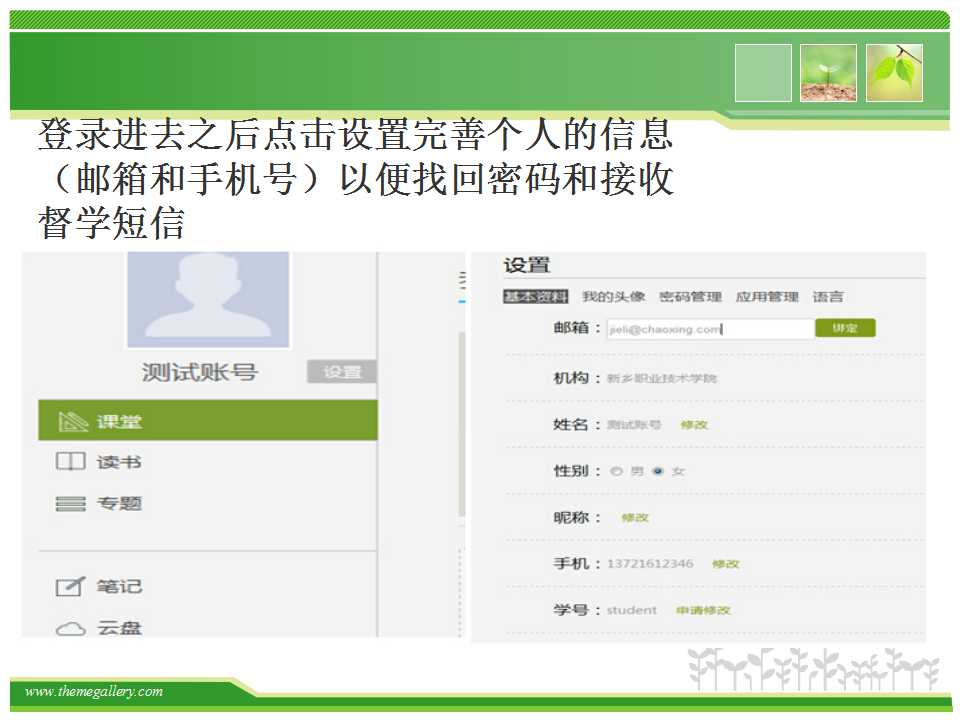 登录进去之后点击设置完善个人的信息
（邮箱和手机号）以便找回密码和接收
督学短信
测试账号 设置
课堂
读书
专题
笔记
云盘
设置
基本资料 我的头像 密码管理 应用管理 语言
邮箱：jieli@chaoxing.com 绑定
机构：新乡职业技术学院
姓名：测试账号 修改
性别：男 女
昵称： 修改
手机：13721612346 修改
学号：student 申请修改
www.themegallery.com